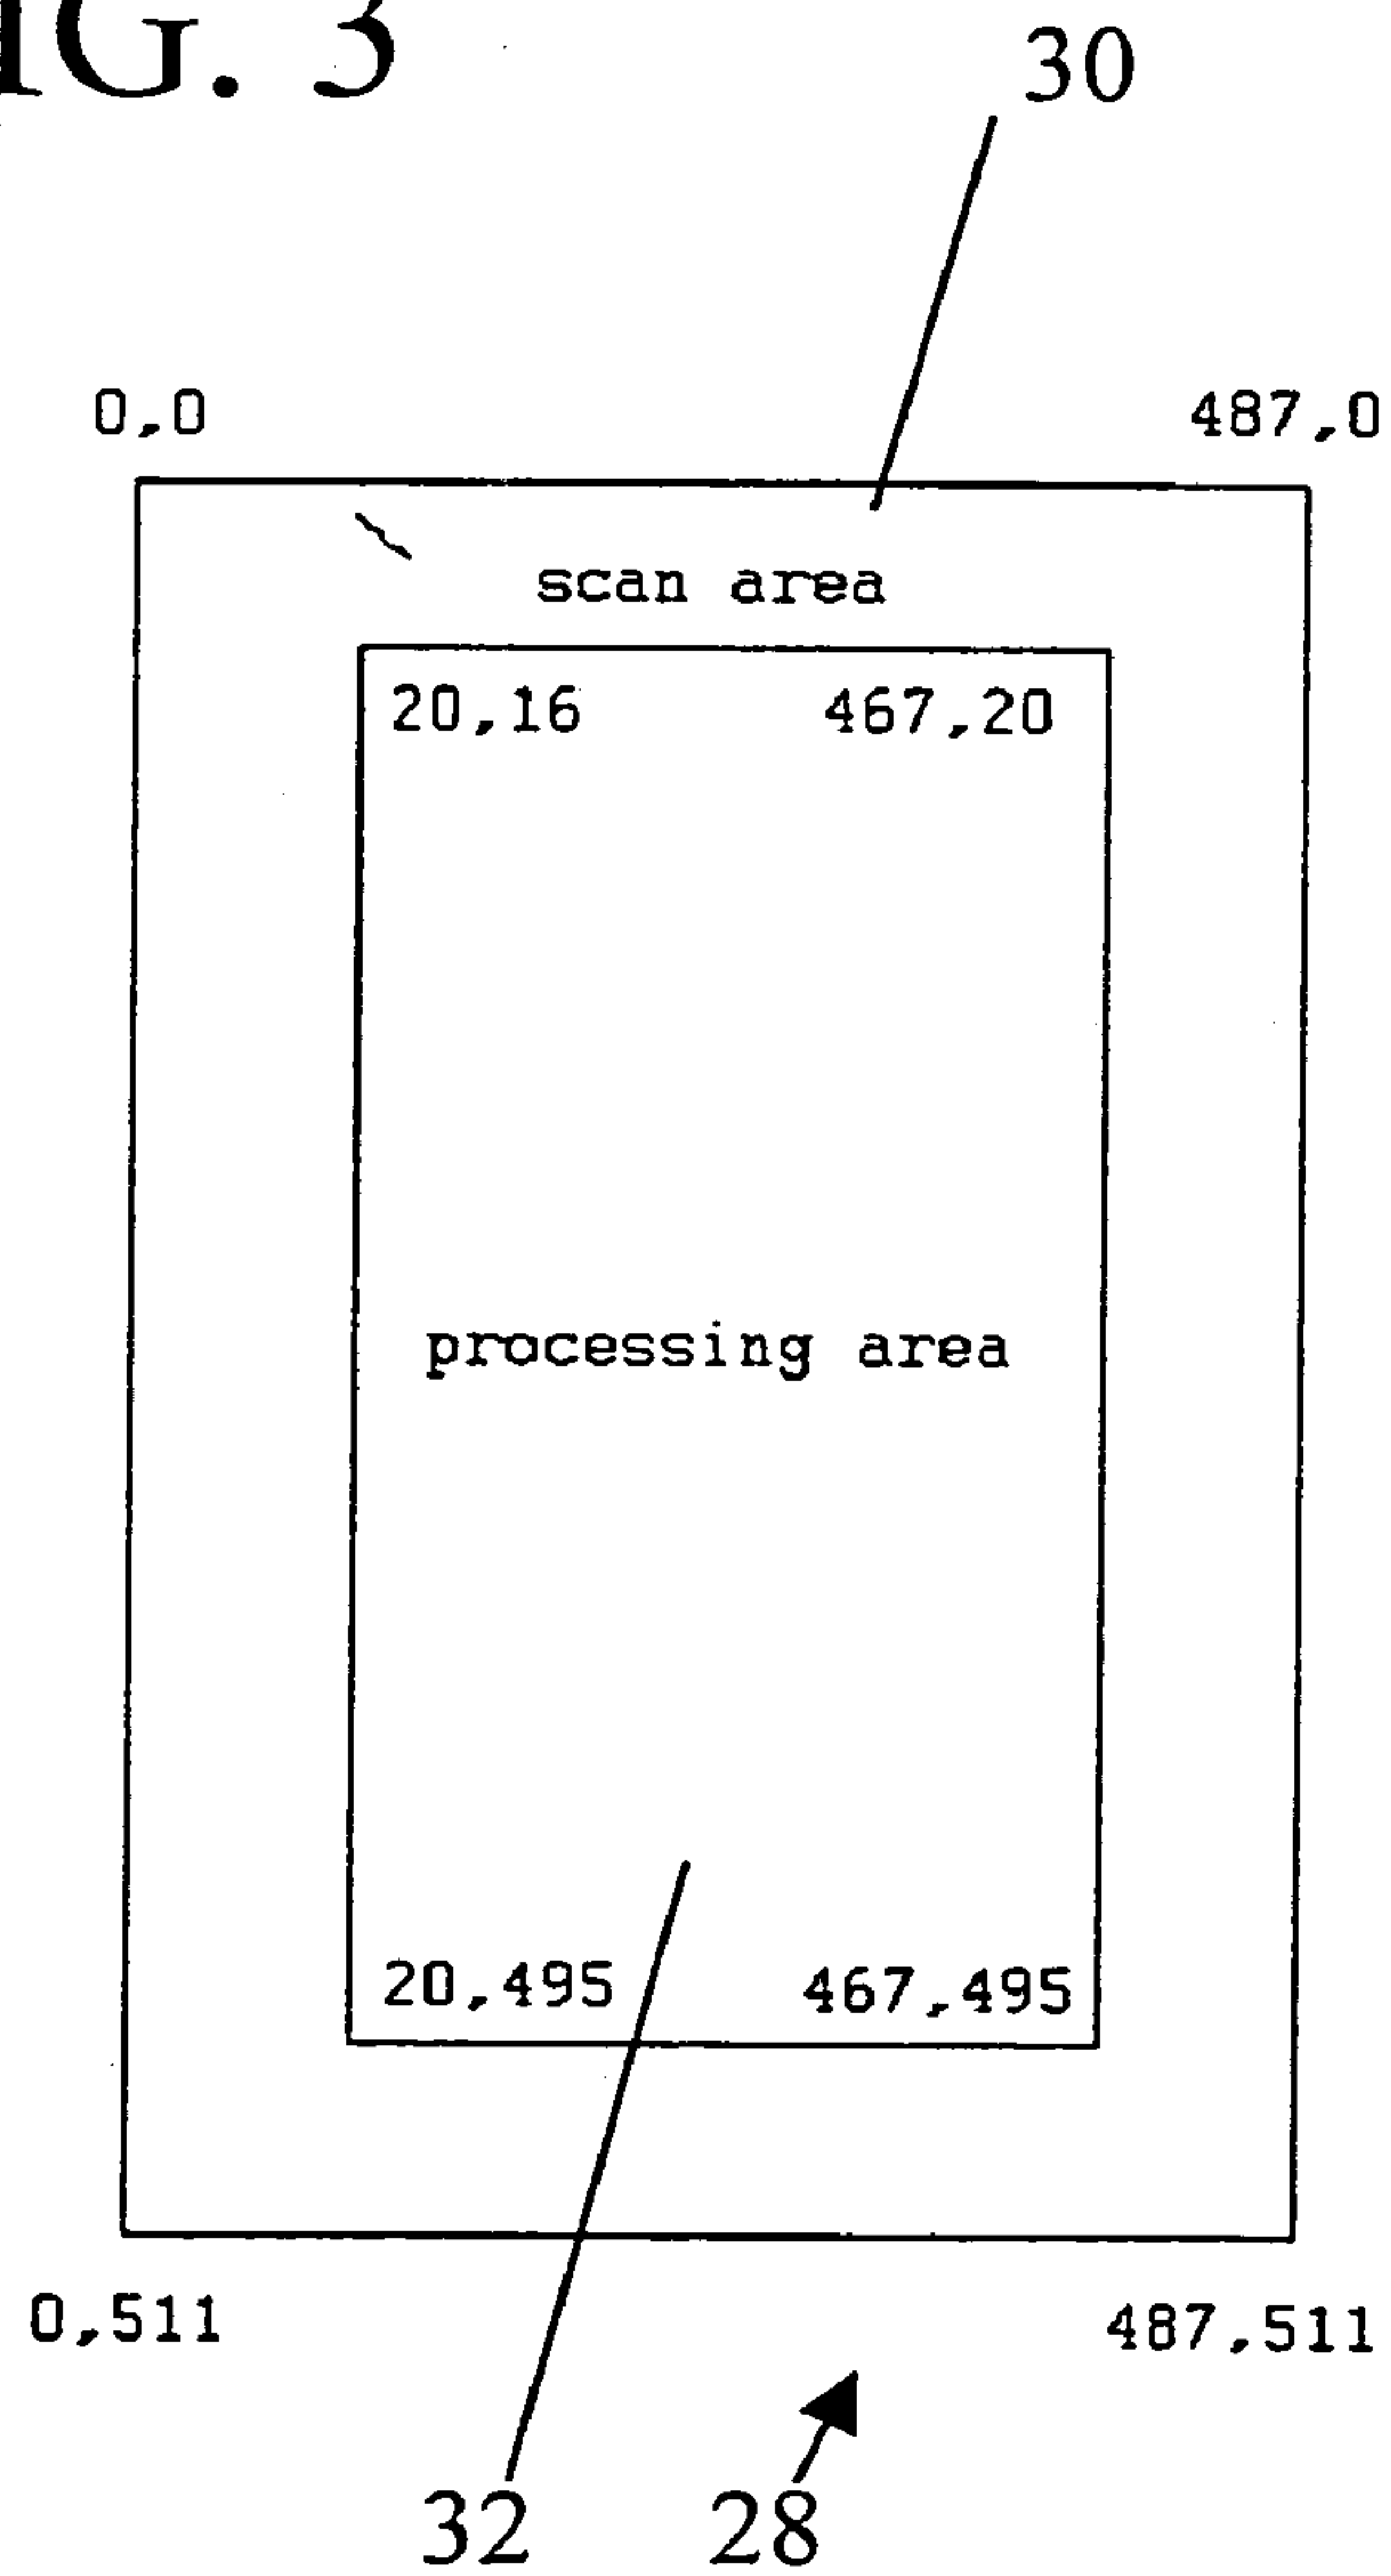 IG. 3
30
0,0 487,0
scan area
20,16 467,20
processing area
20,495 467,495
0,511 487,511
32 28